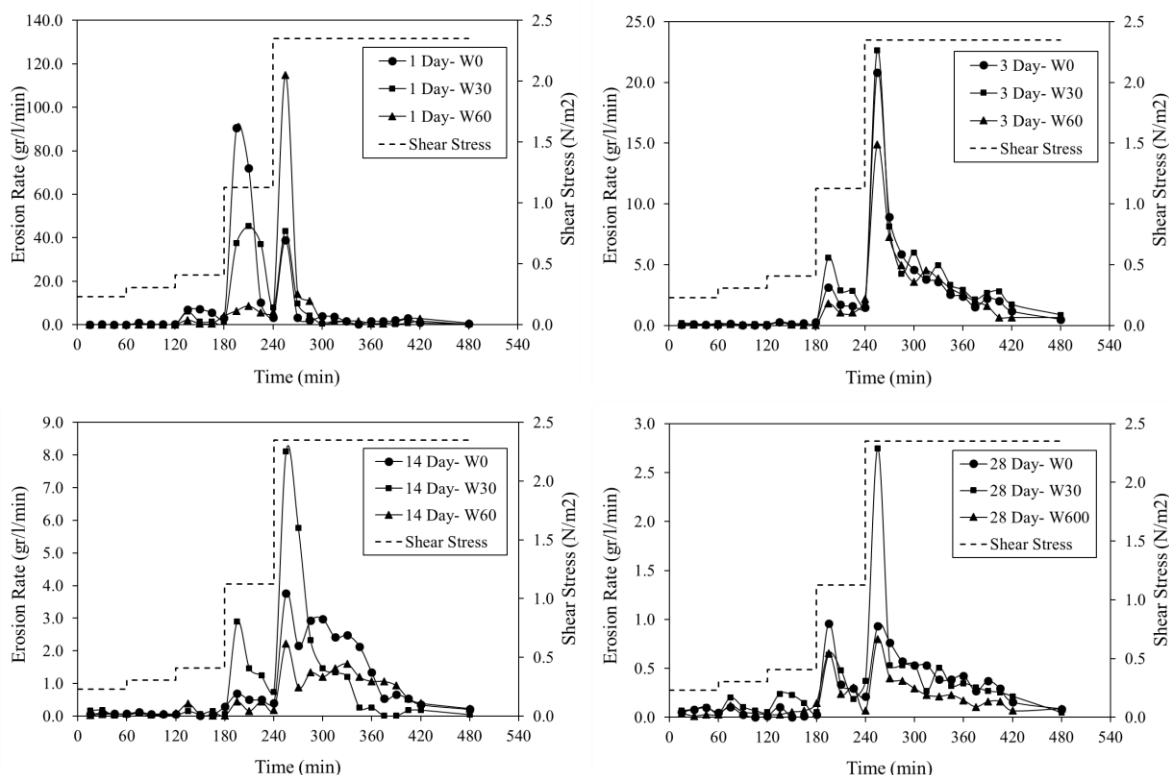 140.0
120.0
100.0
80.0
60.0
40.0
20.0
0.0
Erosion Rate (gr/l/min)
1 Day- W0
1 Day- W30
1 Day- W60
Shear Stress
2.5
2.0
1.5
1.0
0.5
0.0
Shear Stress (N/m2)
0 60 120 180 240 300 360 420 480 540
Time (min)
25.0
20.0
15.0
10.0
5.0
0.0
Erosion Rate (gr/l/min)
3 Day- W0
3 Day- W30
3 Day- W60
Shear Stress
2.5
2.0
1.5
1.0
0.5
0.0
Shear Stress (N/m2)
0 60 120 180 240 300 360 420 480 540
Time (min)
9.0
8.0
7.0
6.0
5.0
4.0
3.0
2.0
1.0
0.0
Erosion Rate (gr/l/min)
14 Day- W0
14 Day- W30
14 Day- W60
Shear Stress
2.5
2.0
1.5
1.0
0.5
0.0
Shear Stress (N/m2)
0 60 120 180 240 300 360 420 480 540
Time (min)
3.0
2.5
2.0
1.5
1.0
0.5
0.0
Erosion Rate (gr/l/min)
28 Day- W0
28 Day- W30
28 Day- W600
Shear Stress
2.5
2.0
1.5
1.0
0.5
0.0
Shear Stress (N/m2)
0 60 120 180 240 300 360 420 480 540
Time (min)